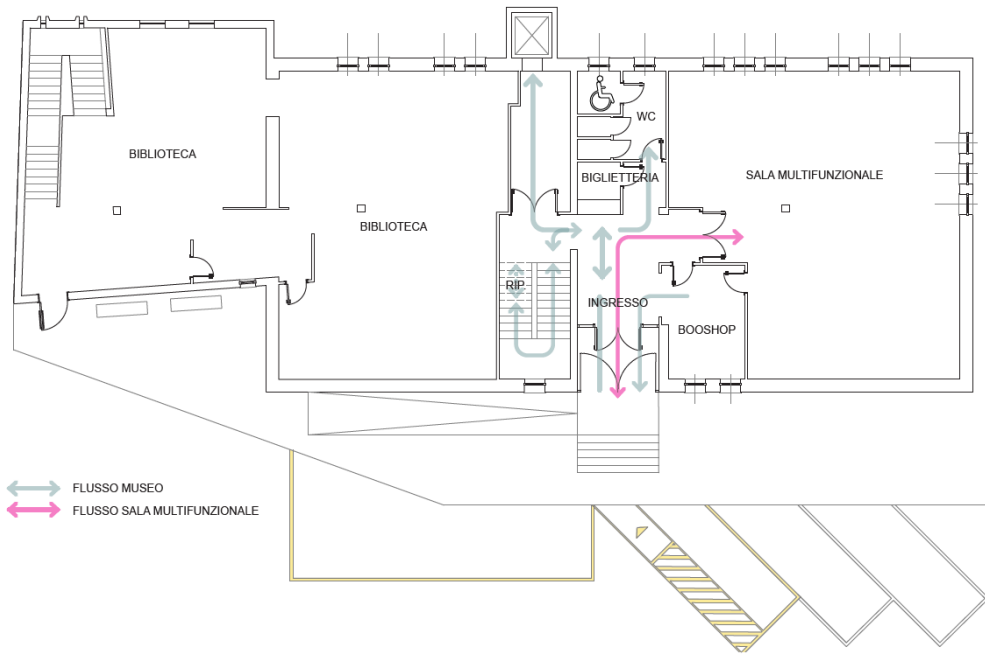 WC
BIBLIOTECA
BIGLIETTERIA
SALA MULTIFUNZIONALE
BIBLIOTECA
RIP
INGRESSO
BOOSHOP
FLUSSO MUSEO
FLUSSO SALA MULTIFUNZIONALE